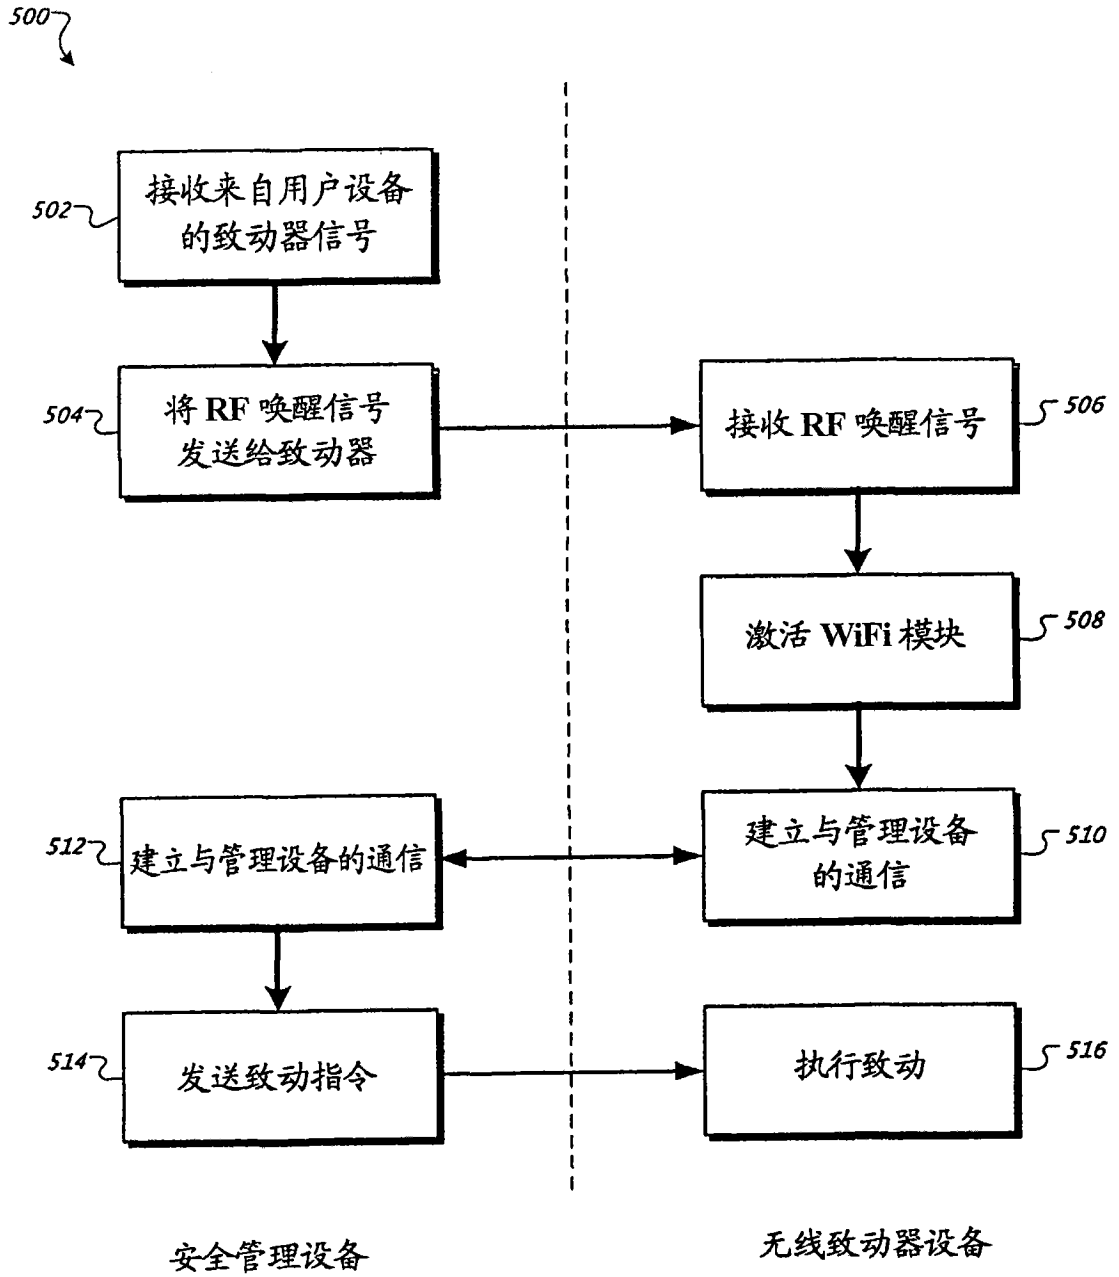 500
502
接收来自用户设备
的致动器信号
504
将 RF 唤醒信号
发送给致动器
接收 RF 唤醒信号
506
激活 WiFi 模块
508
512
建立与管理设备的通信
建立与管理设备
的通信
510
514
发送致动指令
执行致动
516
安全管理设备
无线致动器设备